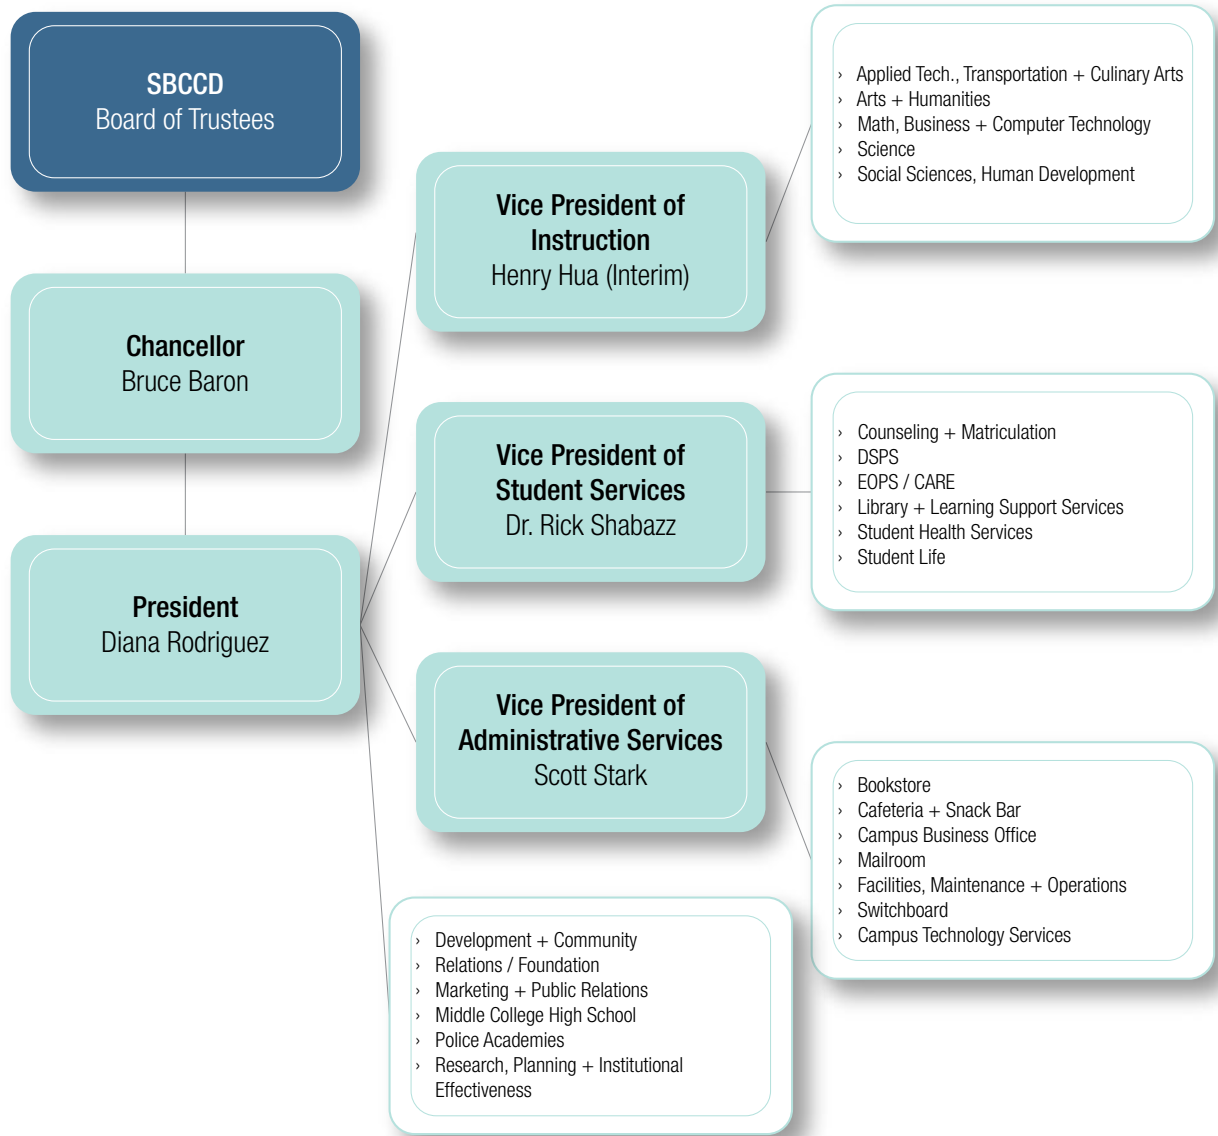 SBCCD
Board of Trustees
Chancellor
Bruce Baron
President
Diana Rodriguez
Vice President of
Instruction
Henry Hua (Interim)
› Applied Tech., Transportation + Culinary Arts
› Arts + Humanities
› Math, Business + Computer Technology
› Science
› Social Sciences, Human Development
Vice President of
Student Services
Dr. Rick Shabazz
› Counseling + Matriculation
› DSPS
› EOPS / CARE
› Library + Learning Support Services
› Student Health Services
› Student Life
Vice President of
Administrative Services
Scott Stark
› Bookstore
› Cafeteria + Snack Bar
› Campus Business Office
› Mailroom
› Facilities, Maintenance + Operations
› Switchboard
› Campus Technology Services
› Development + Community
› Relations / Foundation
› Marketing + Public Relations
› Middle College High School
› Police Academies
› Research, Planning + Institutional
Effectiveness